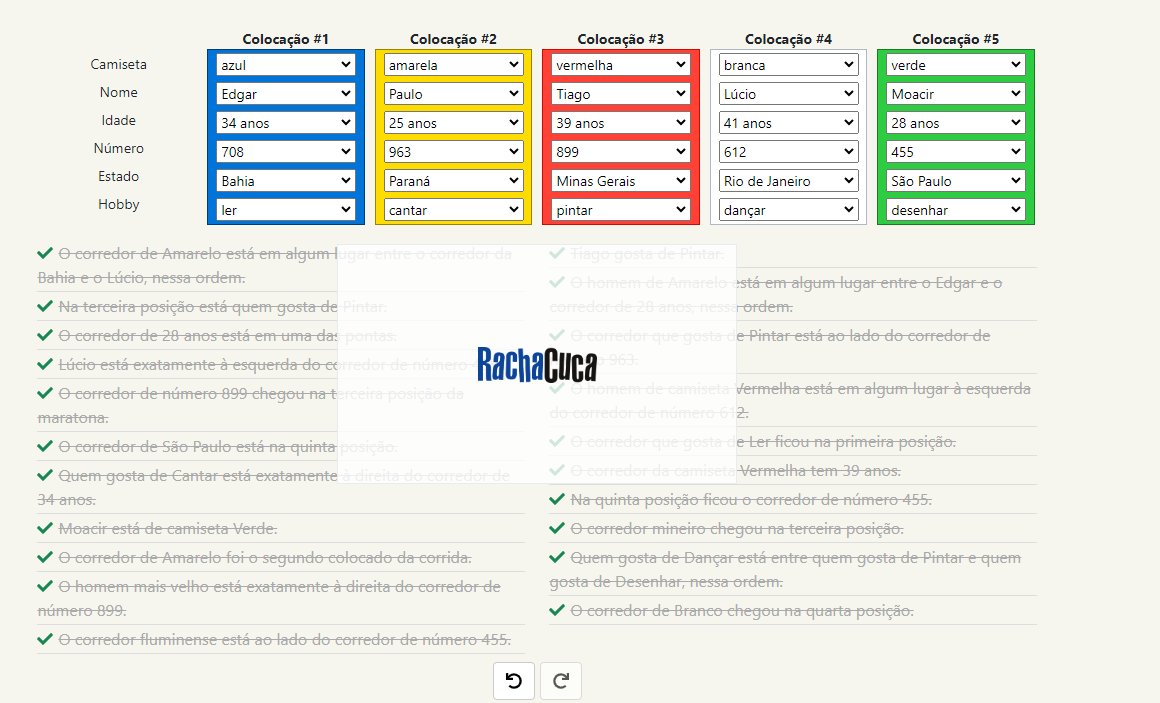 Colocação #1 Colocação #2 Colocação #3 Colocação #4 Colocação #5
Camiseta azul amarela vermelha branca verde
Nome Edgar Paulo Tiago Lúcio Moacir
Idade 34 anos 25 anos 39 anos 41 anos 28 anos
Número 708 963 899 612 455
Estado Bahia Paraná Minas Gerais Rio de Janeiro São Paulo
Hobby ler cantar pintar dançar desenhar
O corredor de Amarelo está em algum lugar entre o corredor da
Bahia e o Lúcio, nessa ordem.
Na terceira posição está quem gosta de Pintar.
O corredor de 28 anos está em uma das pontas.
Lúcio está exatamente à esquerda do corredor de número
O corredor de número 899 chegou na terceira posição da
maratona.
O corredor de São Paulo está na quinta posição.
Quem gosta de Cantar está exatamente à direita do corredor de
34 anos.
Moacir está de camiseta Verde.
O corredor de Amarelo foi o segundo colocado da corrida.
O homem mais velho está exatamente à direita do corredor de
número 899.
O corredor fluminense está ao lado do corredor de número 455.
Tiago gosta de Pintar.
O homem de Amarelo está em algum lugar entre o Edgar e o
corredor de 28 anos, nessa ordem.
O corredor que gosta de Pintar está ao lado do corredor de
963.
O homem de camiseta Vermelha está em algum lugar à esquerda
do corredor de número 612.
O corredor que gosta de Ler ficou na primeira posição.
O corredor da camiseta Vermelha tem 39 anos.
Na quinta posição ficou o corredor de número 455.
O corredor mineiro chegou na terceira posição.
Quem gosta de Dançar está entre quem gosta de Pintar e quem
gosta de Desenhar, nessa ordem.
O corredor de Branco chegou na quarta posição.
RachaCuca